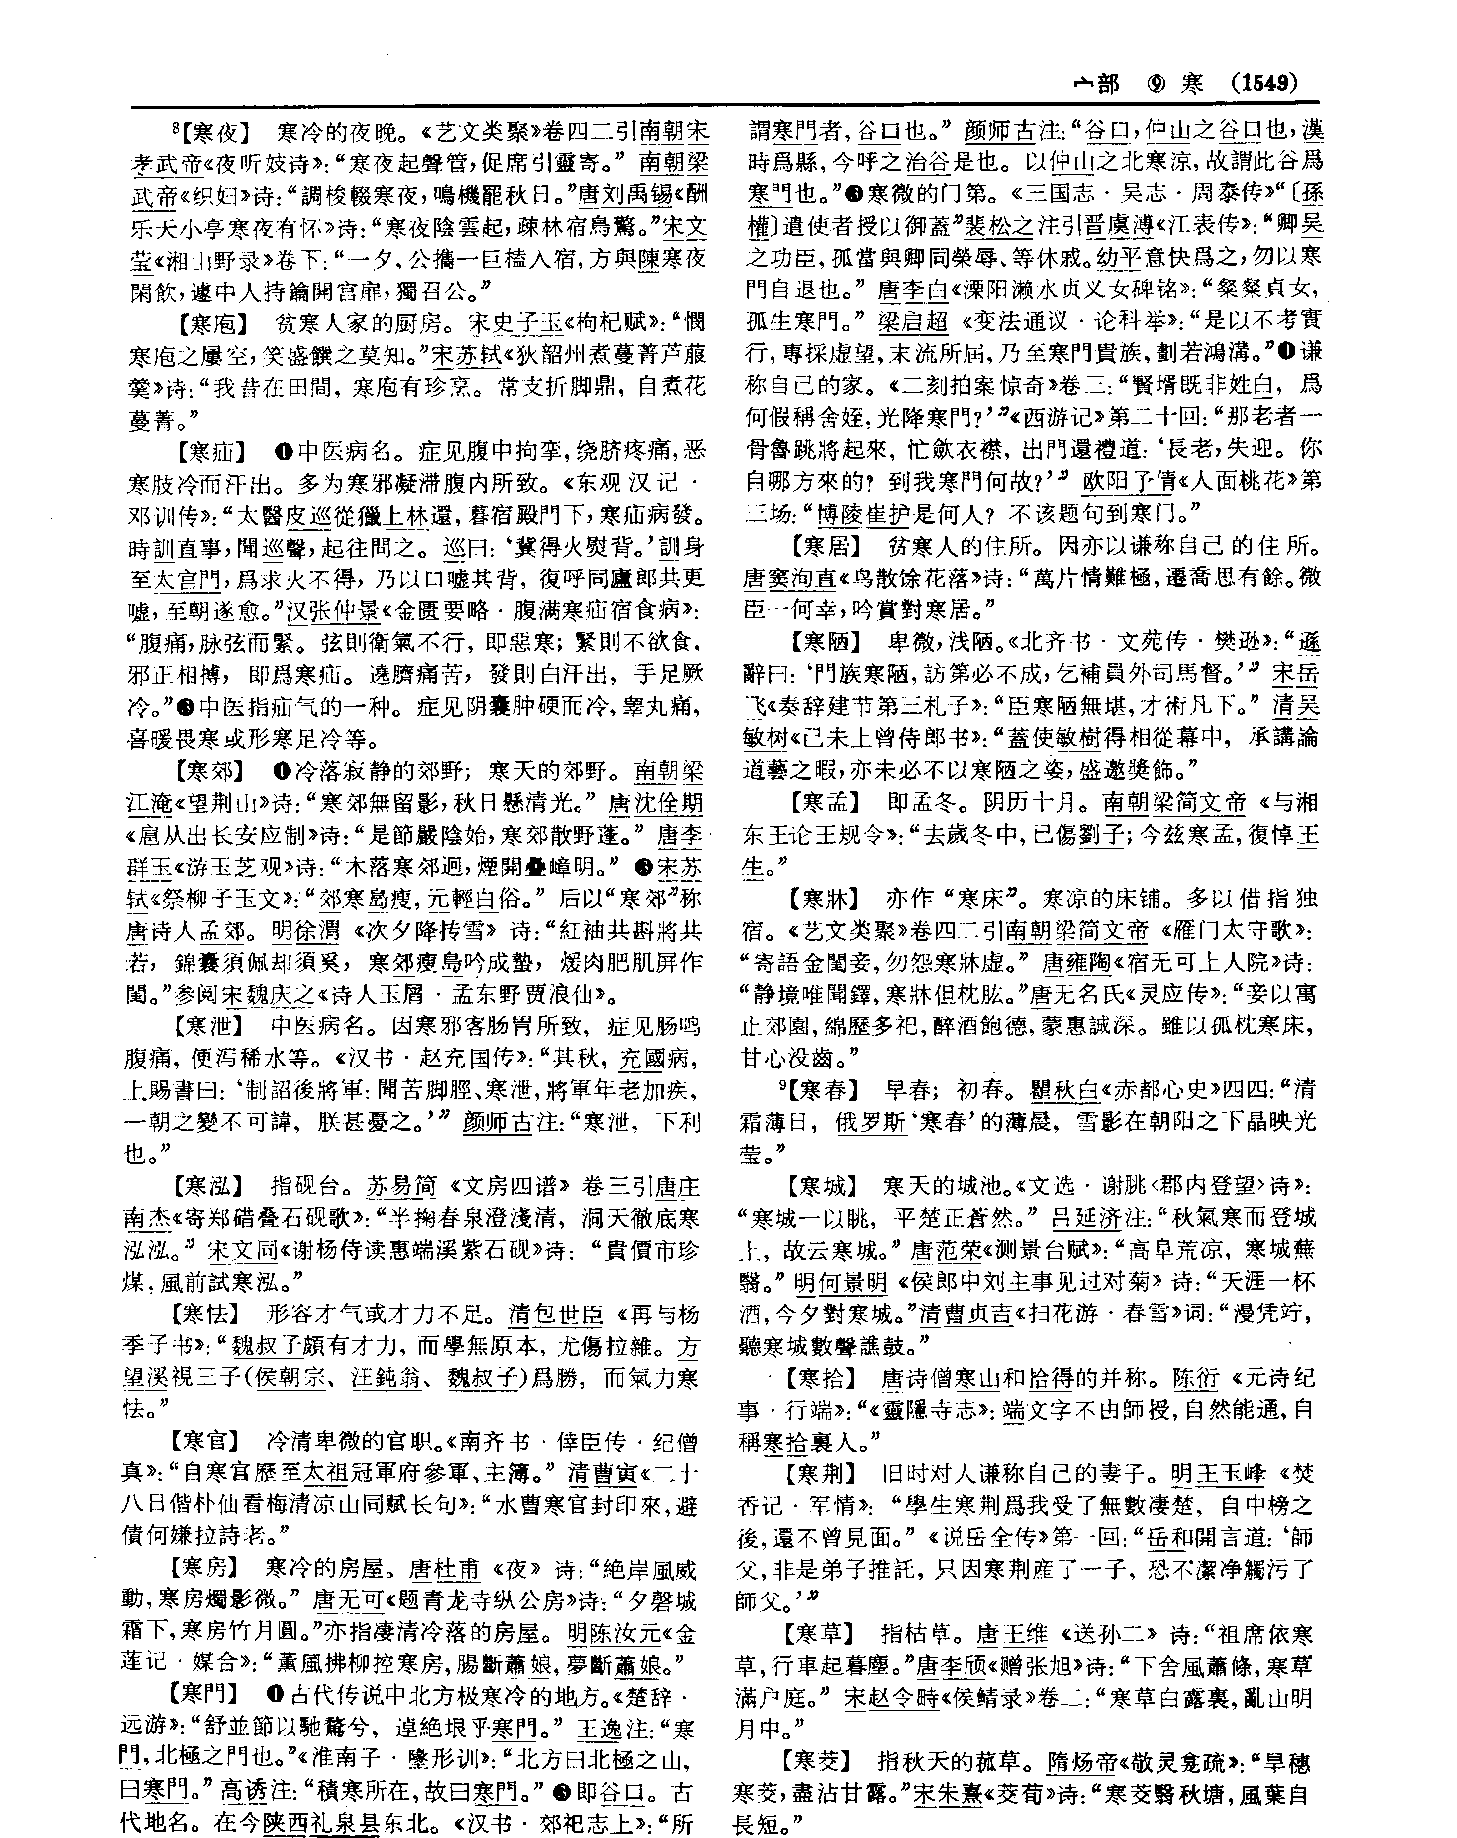 宀部 ⑨ 寒 (1549)
⁸【寒夜】 寒冷的夜晚。《艺文类聚》卷四二引南朝宋
孝武帝《夜听妓诗》：“寒夜起聲管，促席引靈寄。” 南朝梁
武帝《织妇》诗：“調梭輟寒夜，鳴機罷秋日。”唐刘禹锡《酬
乐天小亭寒夜有怀》诗：“寒夜陰雲起，疎林宿鳥驚。”宋文
莹《湘山野录》卷下：“一夕，公攜一巨榼入宿，方與陳寒夜
閑飲，遽中人持鑰開宫扉，獨召公。”
【寒庖】 贫寒人家的厨房。宋史子玉《枸杞赋》：“憫
寒庖之屢空，笑盛饌之莫知。”宋苏轼《狄韶州煮蔓菁芦菔
羹》诗：“我昔在田間，寒庖有珍烹。常支折脚鼎，自煮花
蔓菁。”
【寒疝】 ❶中医病名。症见腹中拘挛，绕脐疼痛，恶
寒肢冷而汗出。多为寒邪凝滞腹内所致。《东观汉记·
邓训传》：“太醫皮巡從獵上林還，暮宿殿門下，寒疝病發。
時訓直事，聞巡聲，起往問之。巡曰：‘冀得火熨背。’訓身
至太官門，爲求火不得，乃以口嘘其背，復呼同廬郎共更
嘘，至朝遂愈。”汉张仲景《金匮要略·腹满寒疝宿食病》：
“腹痛，脉弦而緊。弦則衛氣不行，即惡寒；緊則不欲食，
邪正相搏，即爲寒疝。遶臍痛苦，發則白汗出，手足厥
冷。”❷中医指疝气的一种。症见阴囊肿硬而冷，睾丸痛，
喜暖畏寒或形寒足冷等。
【寒郊】 ❶冷落寂静的郊野；寒天的郊野。南朝梁
江淹《望荆山》诗：“寒郊無留影，秋日懸清光。” 唐沈佺期
《扈从出长安应制》诗：“是節嚴陰始，寒郊散野蓬。” 唐李
群玉《游玉芝观》诗：“木落寒郊迥，煙開疊嶂明。” ❷宋苏
轼《祭柳子玉文》：“郊寒島瘦，元輕白俗。” 后以“寒郊”称
唐诗人孟郊。明徐渭《次夕降抟雪》诗：“紅袖共斟將共
若，錦囊須佩却須奚，寒郊瘦島吟成蟄，煖肉肥肌屏作
閨。”参阅宋魏庆之《诗人玉屑·孟东野贾浪仙》。
【寒泄】 中医病名。因寒邪客肠胃所致，症见肠鸣
腹痛，便泻稀水等。《汉书·赵充国传》：“其秋，充國病，
上賜書曰：‘制詔後將軍：聞苦脚脛、寒泄，將軍年老加疾，
一朝之變不可諱，朕甚憂之。’” 颜师古注：“寒泄，下利
也。”
【寒泓】 指砚台。苏易简《文房四谱》卷三引唐庄
南杰《寄郑碏叠石砚歌》：“半掬春泉澄淺清，洞天徹底寒
泓泓。” 宋文同《谢杨侍读惠端溪紫石砚》诗：“貴價市珍
煤，風前試寒泓。”
【寒怯】 形容才气或才力不足。清包世臣《再与杨
季子书》：“魏叔子頗有才力，而學無原本，尤傷拉雜。方
望溪視三子(侯朝宗、汪鈍翁、魏叔子)爲勝，而氣力寒
怯。”
【寒官】 冷清卑微的官职。《南齐书·倖臣传·纪僧
真》：“自寒官歷至太祖冠軍府參軍、主簿。” 清曹寅《二十
八日偕朴仙看梅清凉山同赋长句》：“水曹寒官封印來，避
債何嫌拉詩老。”
【寒房】 寒冷的房屋。唐杜甫《夜》诗：“绝岸風威
動，寒房燭影微。” 唐无可《题青龙寺纵公房》诗：“夕磬城
霜下，寒房竹月圓。”亦指凄清冷落的房屋。明陈汝元《金
莲记·媒合》：“薰風拂柳控寒房，腸斷蕭娘，夢斷蕭娘。”
【寒門】 ❶古代传说中北方极寒冷的地方。《楚辞·
远游》：“舒並節以馳騖兮，逴絶垠乎寒門。” 王逸注：“寒
門，北極之門也。”《淮南子·墬形训》：“北方曰北極之山，
曰寒門。” 高诱注：“積寒所在，故曰寒門。” ❷即谷口。古
代地名。在今陕西礼泉县东北。《汉书·郊祀志上》：“所
謂寒門者，谷口也。” 颜师古注：“谷口，仲山之谷口也，漢
時爲縣，今呼之治谷是也。以仲山之北寒凉，故謂此谷爲
寒門也。”❸寒微的门第。《三国志·吴志·周泰传》“〔孫
權〕遣使者授以御蓋”裴松之注引晋虞溥《江表传》：“卿吴
之功臣，孤當與卿同榮辱、等休戚。幼平意快爲之，勿以寒
門自退也。” 唐李白《溧阳濑水贞义女碑铭》：“粲粲貞女，
孤生寒門。” 梁启超《变法通议·论科举》：“是以不考實
行，專採虚望，末流所届，乃至寒門貴族，劃若鴻溝。”❹谦
称自己的家。《二刻拍案惊奇》卷三：“賢壻既非姓白，爲
何假稱舍姪，光降寒門？’”《西游记》第二十回：“那老者一
骨魯跳將起來，忙歛衣襟，出門還禮道：‘長老，失迎。你
自哪方來的？到我寒門何故？’” 欧阳予倩《人面桃花》第
三场：“博陵崔护是何人？不该题句到寒门。”
【寒居】 贫寒人的住所。因亦以谦称自己的住所。
唐窦洵直《鸟散馀花落》诗：“萬片情難極，遷喬思有餘。微
臣一何幸，吟賞對寒居。”
【寒陋】 卑微，浅陋。《北齐书·文苑传·樊逊》：“遜
辭曰：‘門族寒陋，訪第必不成，乞補員外司馬督。’” 宋岳
飞《奏辞建节第三札子》：“臣寒陋無堪，才術凡下。” 清吴
敏树《已未上曾侍郎书》：“蓋使敏樹得相從幕中，承講論
道藝之暇，亦未必不以寒陋之姿，盛邀奬飾。”
【寒孟】 即孟冬。阴历十月。南朝梁简文帝《与湘
东王论王规令》：“去歲冬中，已傷劉子；今兹寒孟，復悼王
生。”
【寒牀】 亦作“寒床”。寒凉的床铺。多以借指独
宿。《艺文类聚》卷四二引南朝梁简文帝《雁门太守歌》：
“寄語金閨妾，勿怨寒牀虚。” 唐雍陶《宿无可上人院》诗：
“静境唯聞鐸，寒牀但枕肱。”唐无名氏《灵应传》：“妾以寓
止郊園，綿歷多祀，醉酒飽德，蒙惠誠深。雖以孤枕寒床，
甘心没齒。”
⁹【寒春】 早春；初春。瞿秋白《赤都心史》四四：“清
霜薄日，俄罗斯‘寒春’的薄晨，雪影在朝阳之下晶映光
莹。”
【寒城】 寒天的城池。《文选·谢朓〈郡内登望〉诗》：
“寒城一以眺，平楚正蒼然。” 吕延济注：“秋氣寒而登城
上，故云寒城。” 唐范荣《测景台赋》：“高阜荒凉，寒城蕪
翳。” 明何景明《侯郎中刘主事见过对菊》诗：“天涯一杯
酒，今夕對寒城。”清曹贞吉《扫花游·春雪》词：“漫凭竚，
聽寒城數聲譙鼓。”
【寒拾】 唐诗僧寒山和拾得的并称。陈衍《元诗纪
事·行端》：“《靈隱寺志》：端文字不由師授，自然能通，自
稱寒拾裏人。”
【寒荆】 旧时对人谦称自己的妻子。明王玉峰《焚
香记·军情》：“學生寒荆爲我受了無數凄楚，自中榜之
後，還不曾見面。” 《说岳全传》第一回：“岳和開言道：‘師
父，非是弟子推託，只因寒荆産了一子，恐不潔净觸污了
師父。’”
【寒草】 指枯草。唐王维《送孙二》诗：“祖席依寒
草，行車起暮塵。”唐李颀《赠张旭》诗：“下舍風蕭條，寒草
滿户庭。” 宋赵令畤《侯鲭录》卷二：“寒草白露裏，亂山明
月中。”
【寒茭】 指秋天的菰草。隋炀帝《敬灵龛疏》：“旱穗
寒茭，盡沾甘露。”宋朱熹《茭荀》诗：“寒茭翳秋塘，風葉自
長短。”